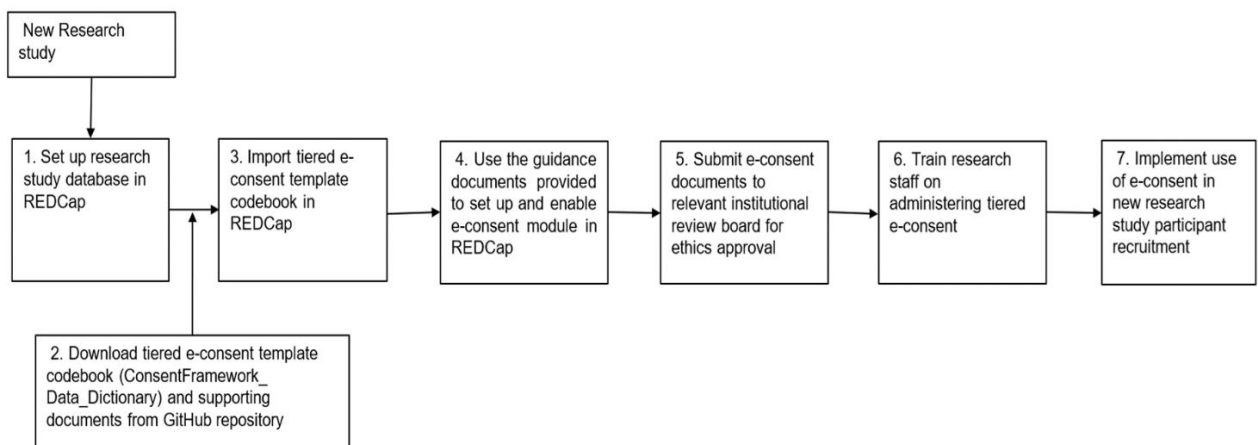 New Research
study
1. Set up research
study database in
REDCap
2. Download tiered e-consent template
codebook (ConsentFramework_
Data_Dictionary) and supporting
documents from GitHub repository
3. Import tiered e-
consent template
codebook in
REDCap
4. Use the guidance
documents provided
to set up and enable
e-consent module in
REDCap
5. Submit e-consent
documents to
relevant institutional
review board for
ethics approval
6. Train research
staff on
administering tiered
e-consent
7. Implement use
of e-consent in
new research
study participant
recruitment